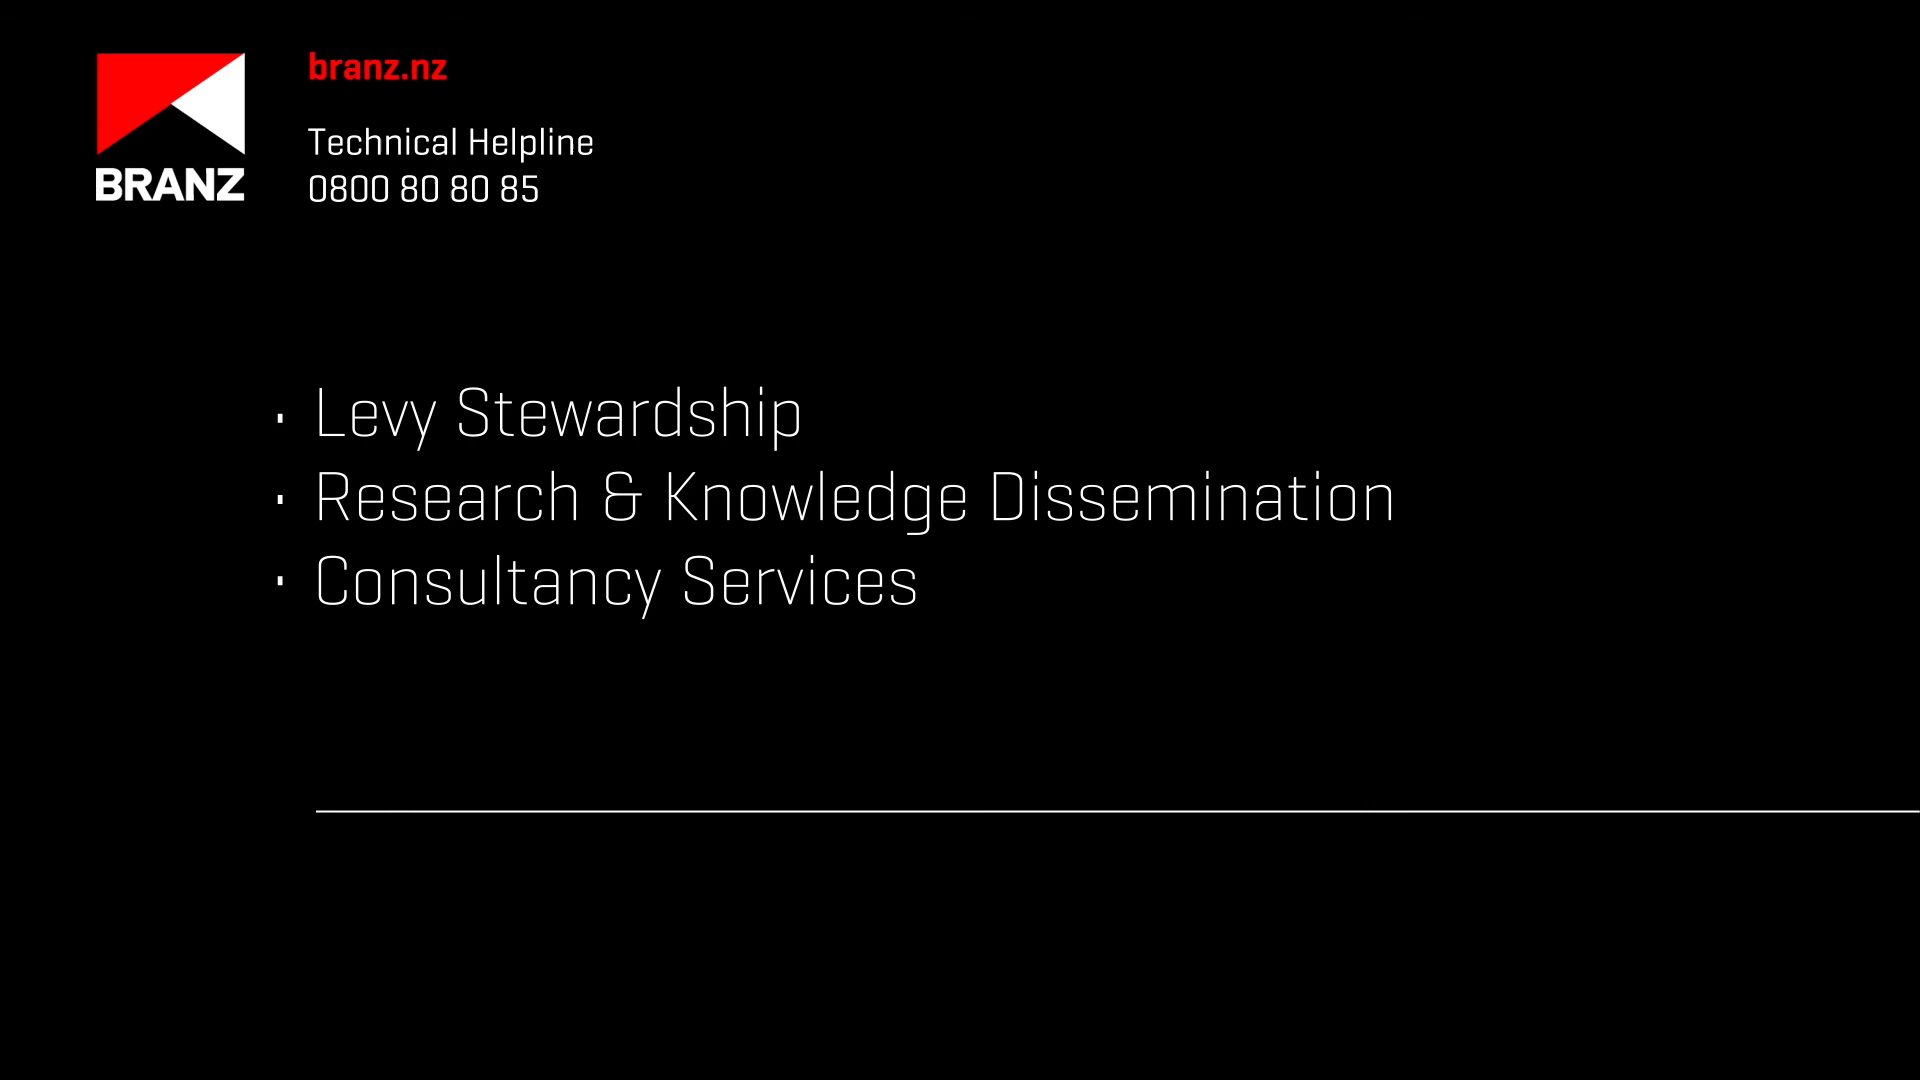 branz.nz
Technical Helpline
0800 80 80 85
BRANZ
· Levy Stewardship
· Research & Knowledge Dissemination
· Consultancy Services